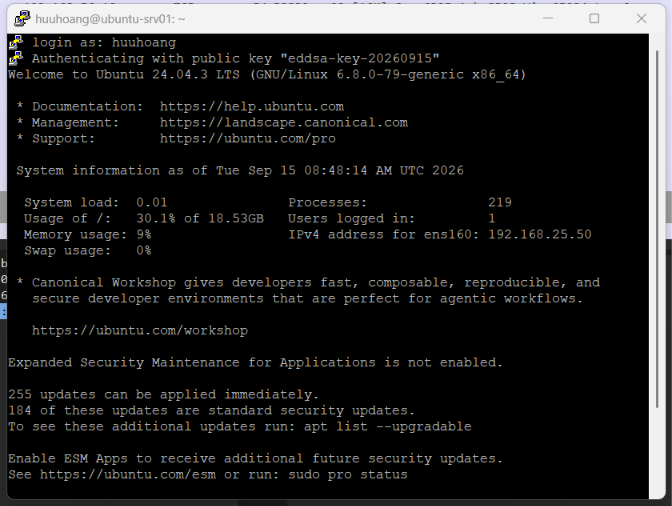 huuhoang@ubuntu-srv01: ~
login as: huuhoang
Authenticating with public key "eddsa-key-20260915"
Welcome to Ubuntu 24.04.3 LTS (GNU/Linux 6.8.0-79-generic x86_64)
* Documentation:  https://help.ubuntu.com
* Management:     https://landscape.canonical.com
* Support:        https://ubuntu.com/pro
System information as of Tue Sep 15 08:48:14 AM UTC 2026
System load:  0.01               Processes:              219
Usage of /:   30.1% of 18.53GB   Users logged in:        1
Memory usage: 9%                 IPv4 address for ens160: 192.168.25.50
Swap usage:   0%
* Canonical Workshop gives developers fast, composable, reproducible, and
secure developer environments that are perfect for agentic workflows.
https://ubuntu.com/workshop
Expanded Security Maintenance for Applications is not enabled.
255 updates can be applied immediately.
184 of these updates are standard security updates.
To see these additional updates run: apt list --upgradable
Enable ESM Apps to receive additional future security updates.
See https://ubuntu.com/esm or run: sudo pro status